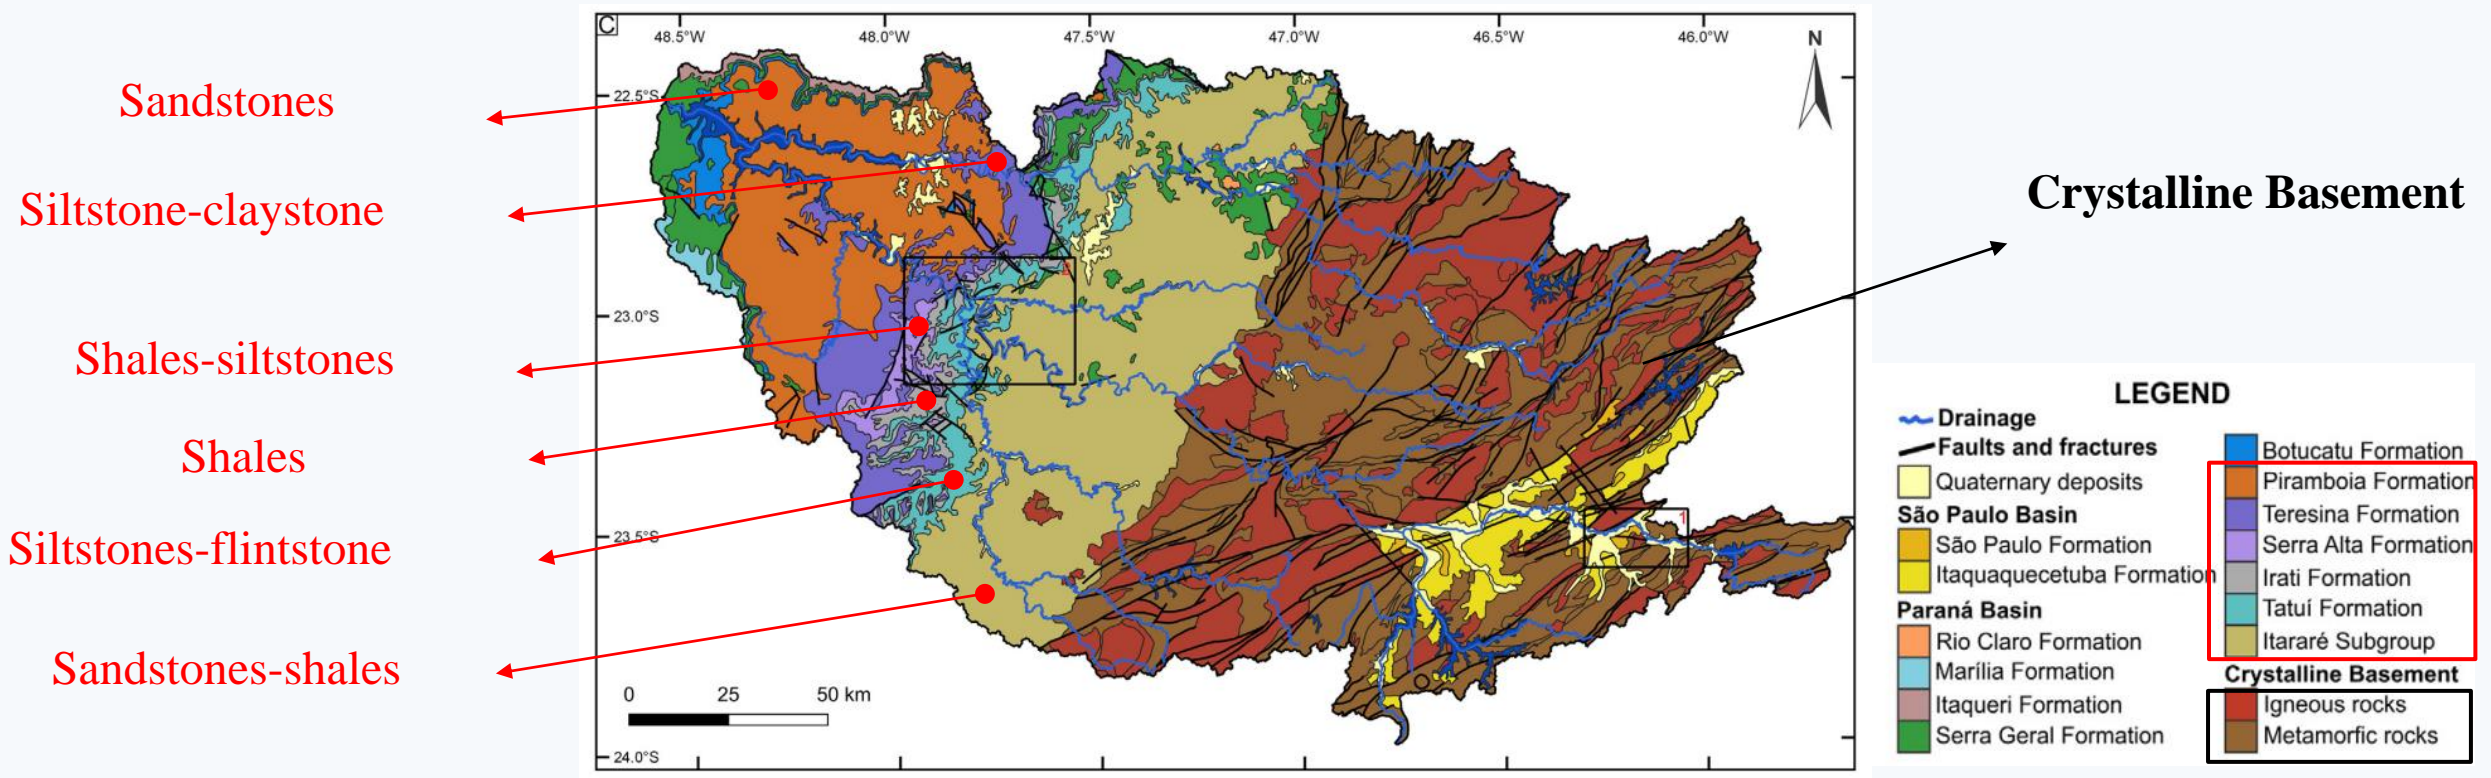 C
48.5°W
48.0°W
47.5°W
47.0°W
46.5°W
46.0°W
N
22.5°S
23.0°S
23.5°S
24.0°S
Sandstones
Siltstone-claystone
Shales-siltstones
Shales
Siltstones-flintstone
Sandstones-shales
Crystalline Basement
1
0 25 50 km
LEGEND
Drainage
Faults and fractures
Quaternary deposits
São Paulo Basin
São Paulo Formation
Itaquaquecetuba Formation
Paraná Basin
Rio Claro Formation
Marília Formation
Itaqueri Formation
Serra Geral Formation
Botucatu Formation
Piramboia Formation
Teresina Formation
Serra Alta Formation
Irati Formation
Tatuí Formation
Itararé Subgroup
Crystalline Basement
Igneous rocks
Metamorfic rocks